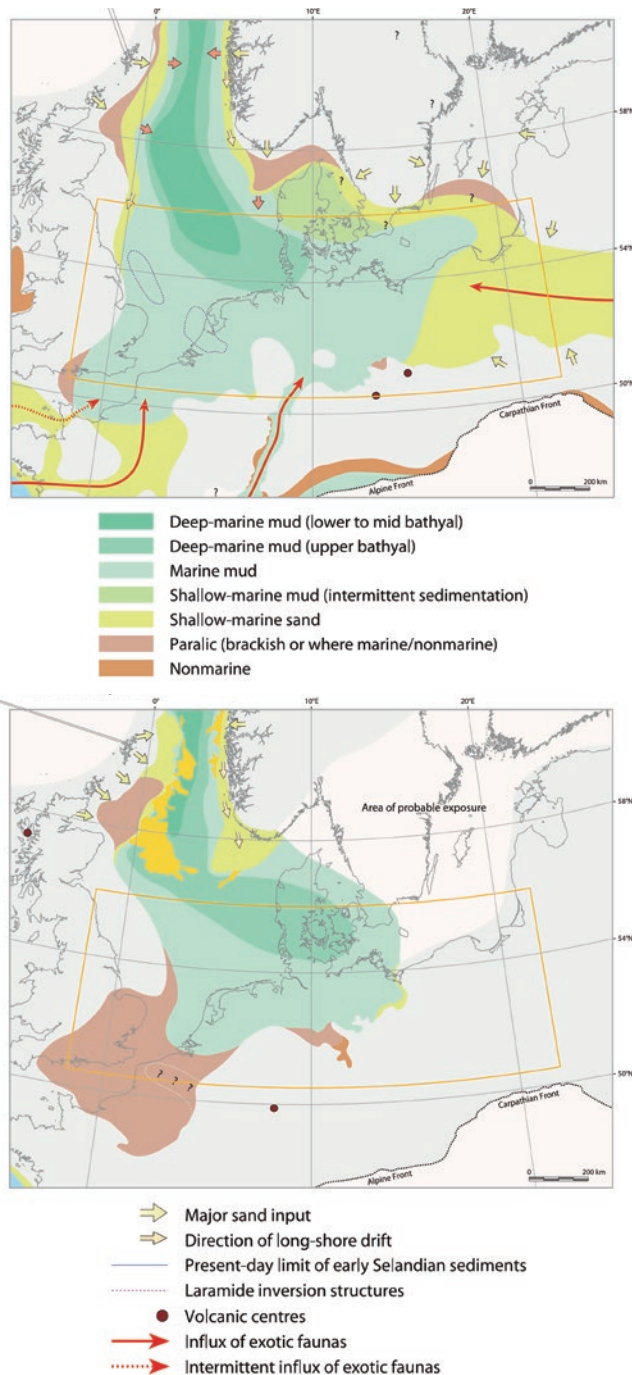 0° 10°E 20°E
?
58°N
?
?
?
?
54°N
50°N
Carpathian Front
?
Alpine Front
0 200 km
Deep-marine mud (lower to mid bathyal)
Deep-marine mud (upper bathyal)
Marine mud
Shallow-marine mud (intermittent sedimentation)
Shallow-marine sand
Paralic (brackish or where marine/nonmarine)
Nonmarine
0° 10°E 20°E
Area of probable exposure
58°N
54°N
50°N
? ? ?
Carpathian Front
Alpine Front
0 200 km
Major sand input
Direction of long-shore drift
Present-day limit of early Selandian sediments
Laramide inversion structures
Volcanic centres
Influx of exotic faunas
Intermittent influx of exotic faunas